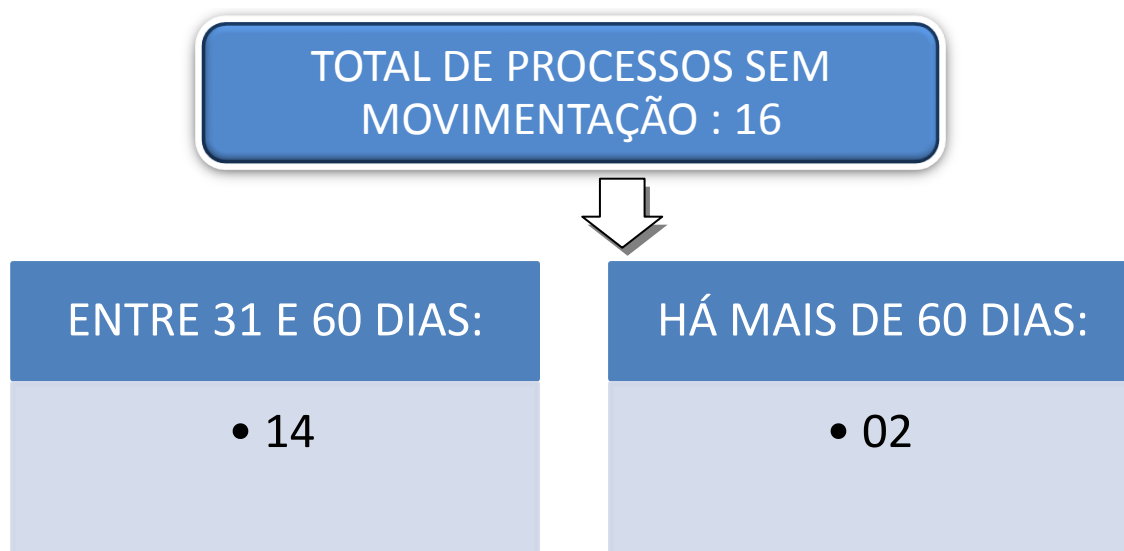 TOTAL DE PROCESSOS SEM
MOVIMENTAÇÃO : 16
ENTRE 31 E 60 DIAS:
• 14
HÁ MAIS DE 60 DIAS:
• 02